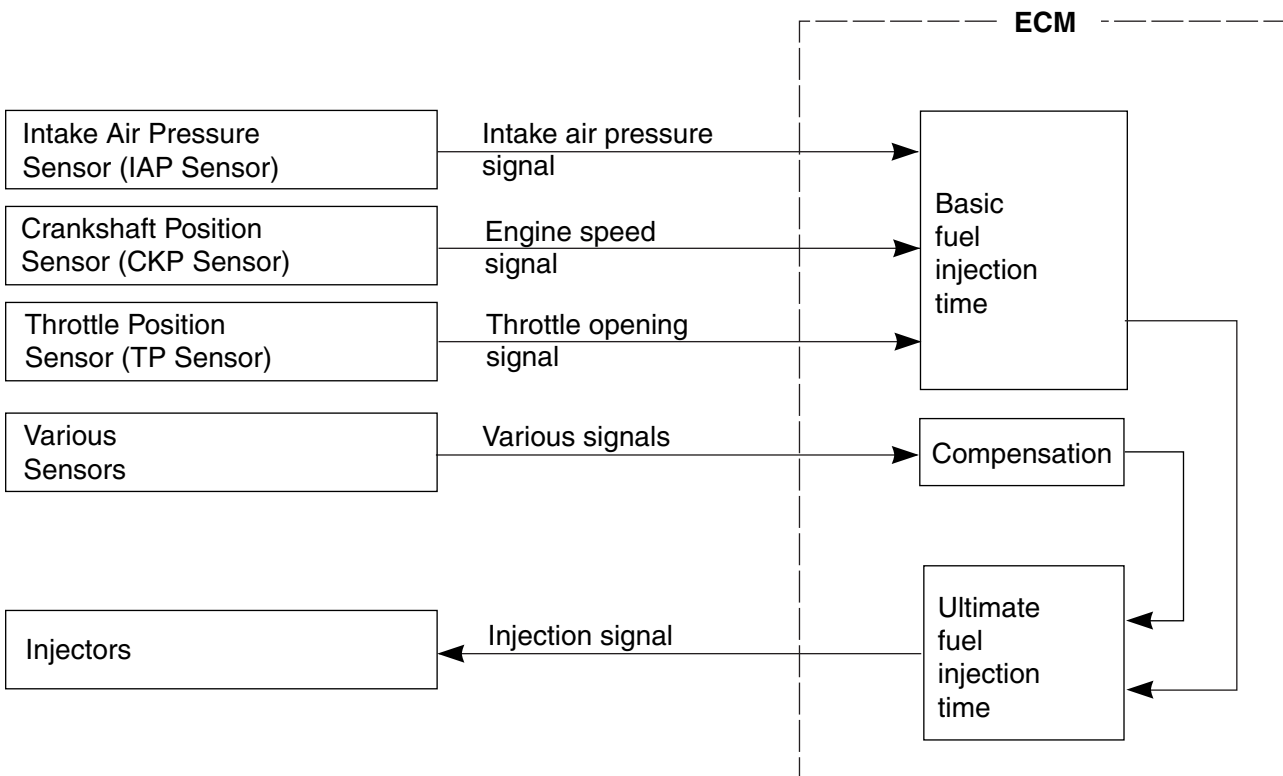 ECM
Intake Air Pressure
Sensor (IAP Sensor)
Intake air pressure
signal
Crankshaft Position
Sensor (CKP Sensor)
Engine speed
signal
Basic
fuel
injection
time
Throttle Position
Sensor (TP Sensor)
Throttle opening
signal
Various
Sensors
Various signals
Compensation
Injectors
Injection signal
Ultimate
fuel
injection
time